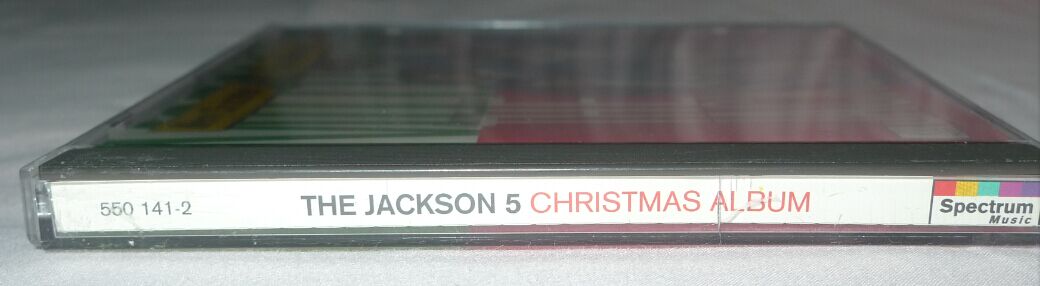 550 141-2 THE JACKSON 5 CHRISTMAS ALBUM Spectrum
Music